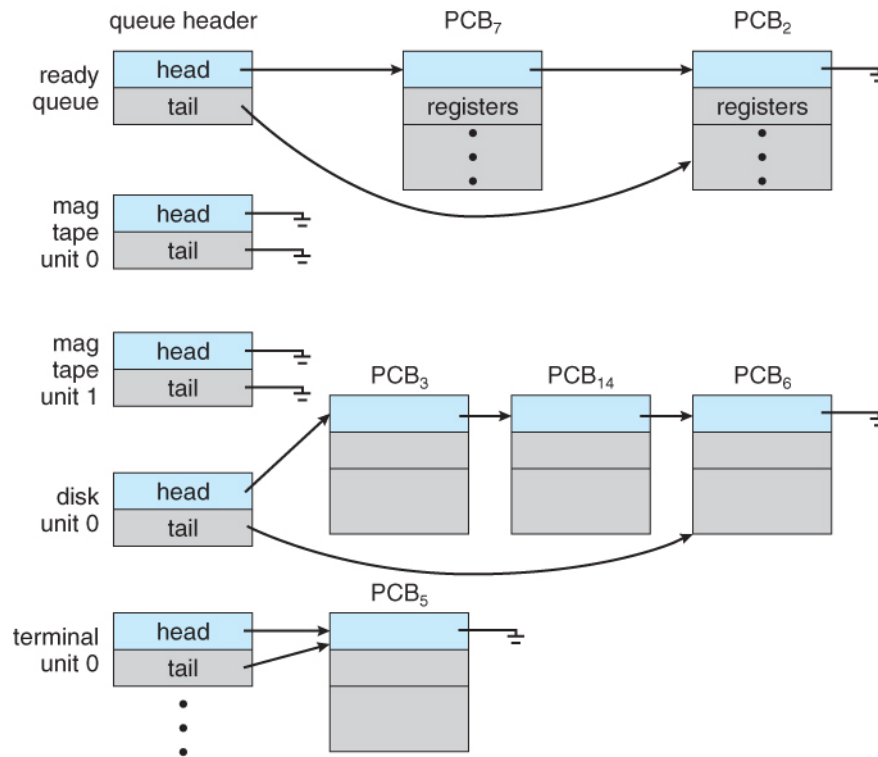 queue header
PCB₇
PCB₂
ready
queue
head
tail
registers
registers
mag
tape
unit 0
head
tail
mag
tape
unit 1
head
tail
PCB₃
PCB₁₄
PCB₆
disk
unit 0
head
tail
PCB₅
terminal
unit 0
head
tail